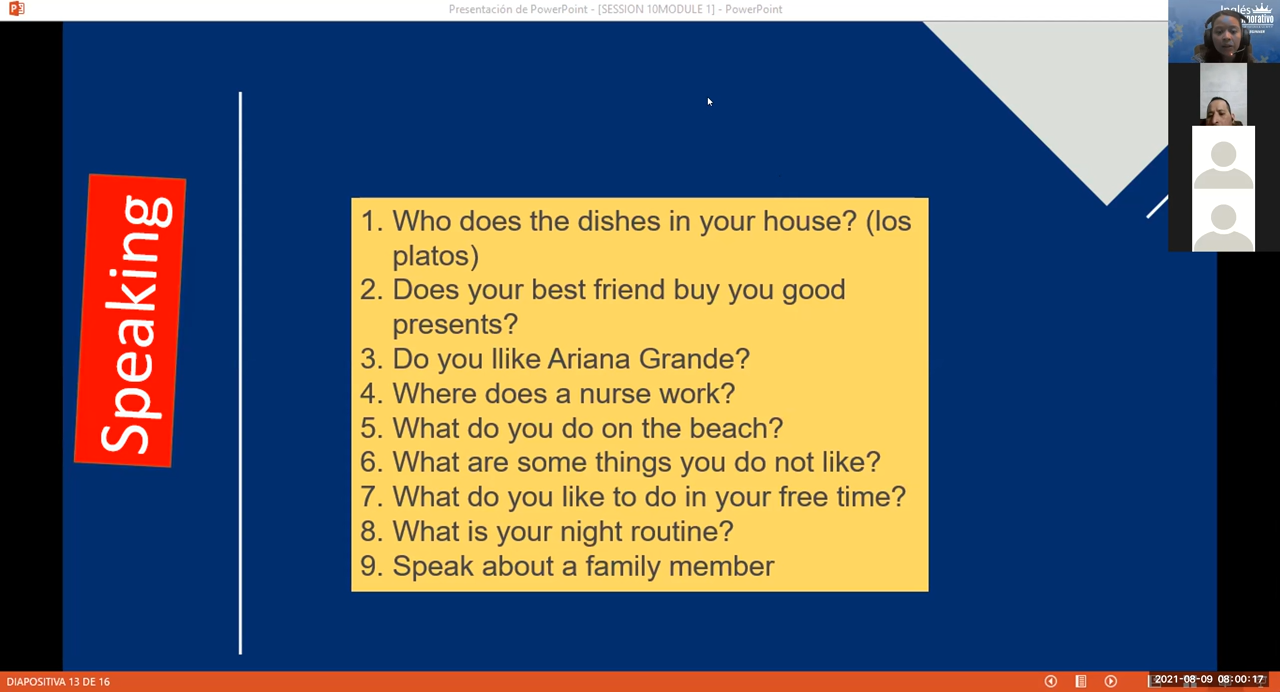 Presentación de PowerPoint - [SESSION 10MODULE 1] - PowerPoint
Inglés
Speaking
1. Who does the dishes in your house? (los
platos)
2. Does your best friend buy you good
presents?
3. Do you llike Ariana Grande?
4. Where does a nurse work?
5. What do you do on the beach?
6. What are some things you do not like?
7. What do you like to do in your free time?
8. What is your night routine?
9. Speak about a family member
DIAPOSITIVA 13 DE 16
2021-08-09 08:00:17